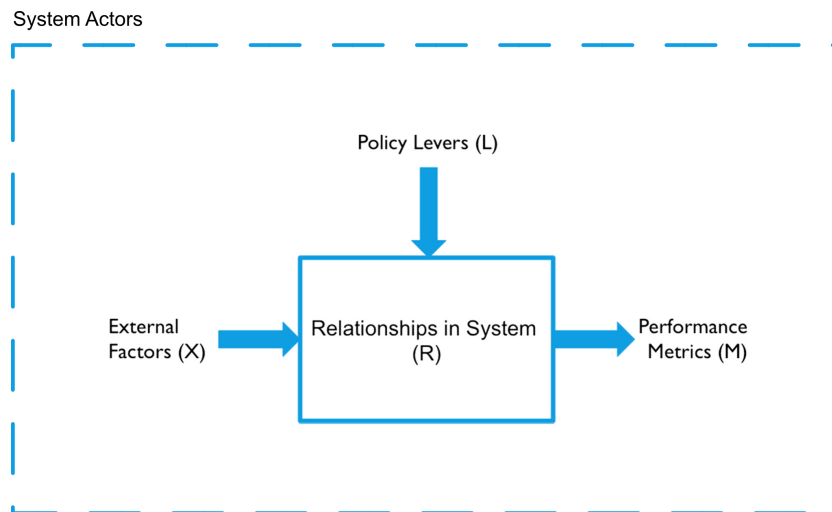 System Actors
Policy Levers (L)
External
Factors (X)
Relationships in System
(R)
Performance
Metrics (M)